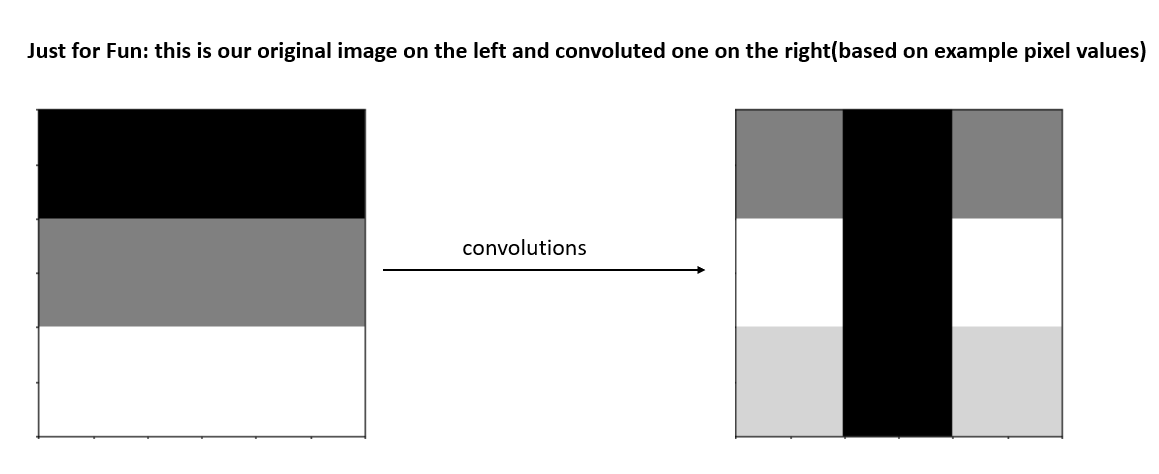 Just for Fun: this is our original image on the left and convoluted one on the right(based on example pixel values)
convolutions